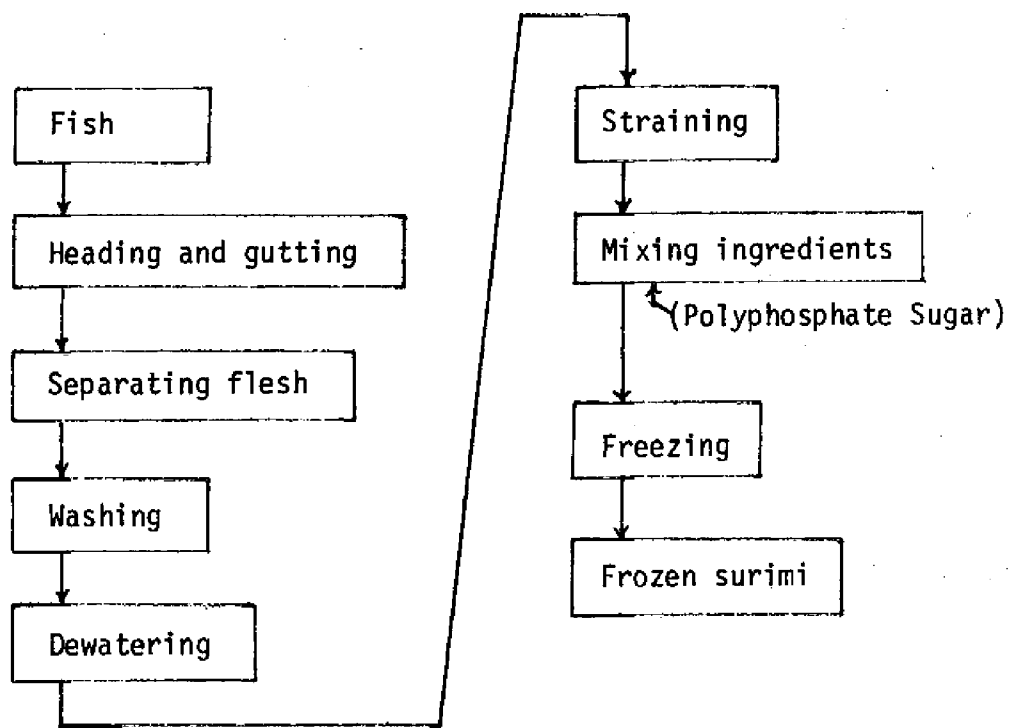 Fish
Heading and gutting
Separating flesh
Washing
Dewatering
Straining
Mixing ingredients
(Polyphosphate Sugar)
Freezing
Frozen surimi